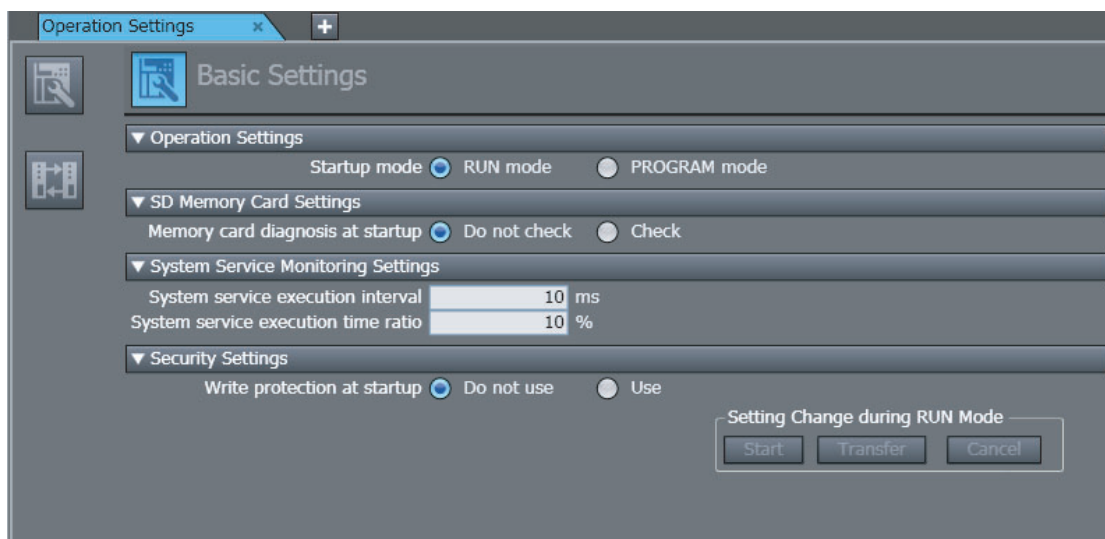 Operation Settings
Basic Settings
Operation Settings
Startup mode RUN mode PROGRAM mode
SD Memory Card Settings
Memory card diagnosis at startup Do not check Check
System Service Monitoring Settings
System service execution interval 10 ms
System service execution time ratio 10 %
Security Settings
Write protection at startup Do not use Use
Setting Change during RUN Mode
Start Transfer Cancel